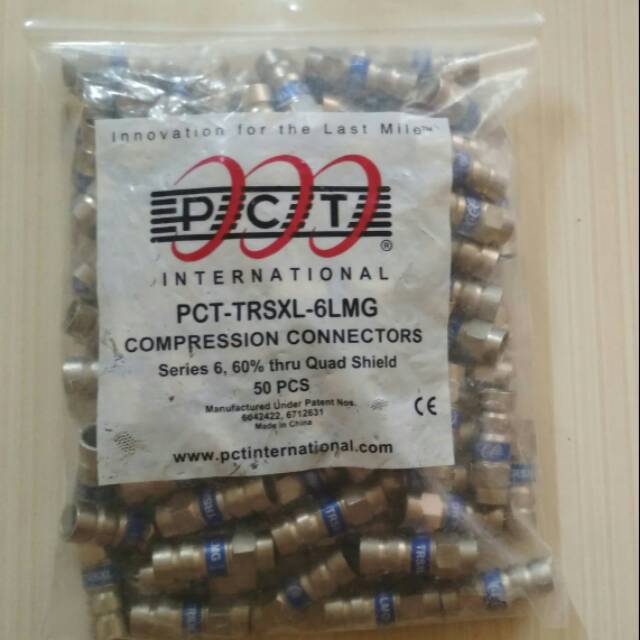 Innovation for the Last Mile™
PCT®
INTERNATIONAL
PCT-TRSXL-6LMG
COMPRESSION CONNECTORS
Series 6, 60% thru Quad Shield
50 PCS
Manufactured Under Patent Nos.
6042422, 6712631
Made in China
CE
www.pctinternational.com